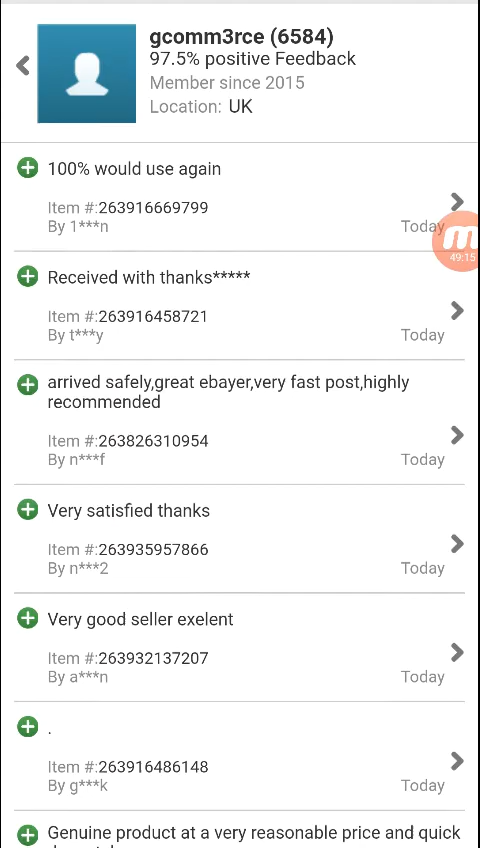 gcomm3rce (6584)
97.5% positive Feedback
Member since 2015
Location: UK
100% would use again
Item #:263916669799
By 1***n
Today
49:15
Received with thanks*****
Item #:263916458721
By t***y
Today
arrived safely,great ebayer,very fast post,highly
recommended
Item #:263826310954
By n***f
Today
Very satisfied thanks
Item #:263935957866
By n***2
Today
Very good seller exelent
Item #:263932137207
By a***n
Today
.
Item #:263916486148
By g***k
Today
Genuine product at a very reasonable price and quick